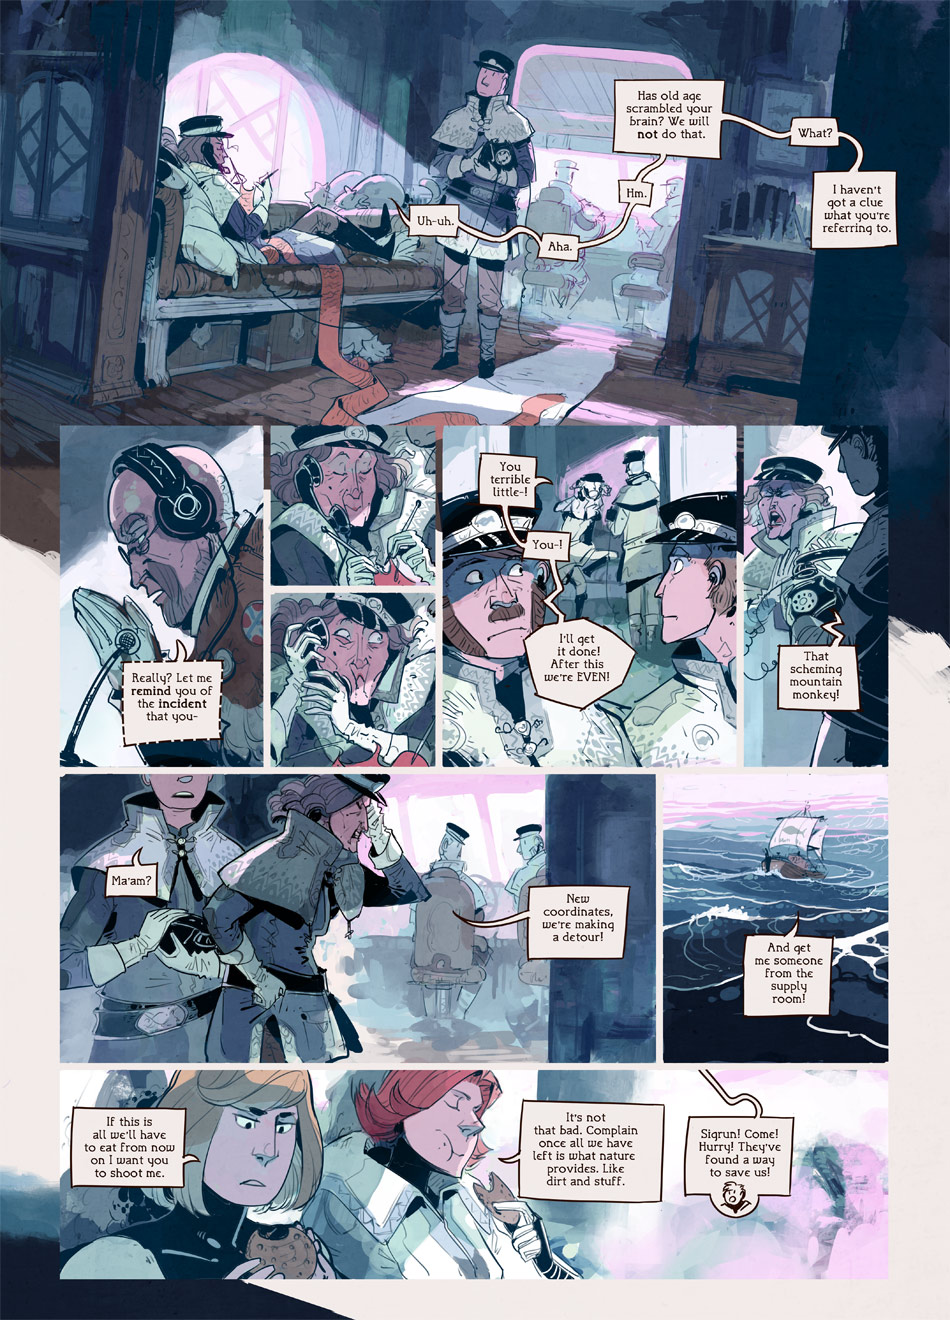 Uh-uh.
Aha.
Hm.
Has old age
scrambled your
brain? We will
not do that.
What?
I haven't
got a clue
what you're
referring to.
Really? Let me
remind you of
the incident
that you-
You
terrible
little-!
You-!
I'll get
it done!
After this
we're EVEN!
That
scheming
mountain
monkey!
Ma'am?
New
coordinates,
we're making
a detour!
And get
me someone
from the
supply
room!
If this is
all we'll have
to eat from now
on I want you
to shoot me.
It's not
that bad. Complain
once all we have
left is what nature
provides. Like
dirt and stuff.
Sigrun! Come!
Hurry! They've
found a way
to save us!